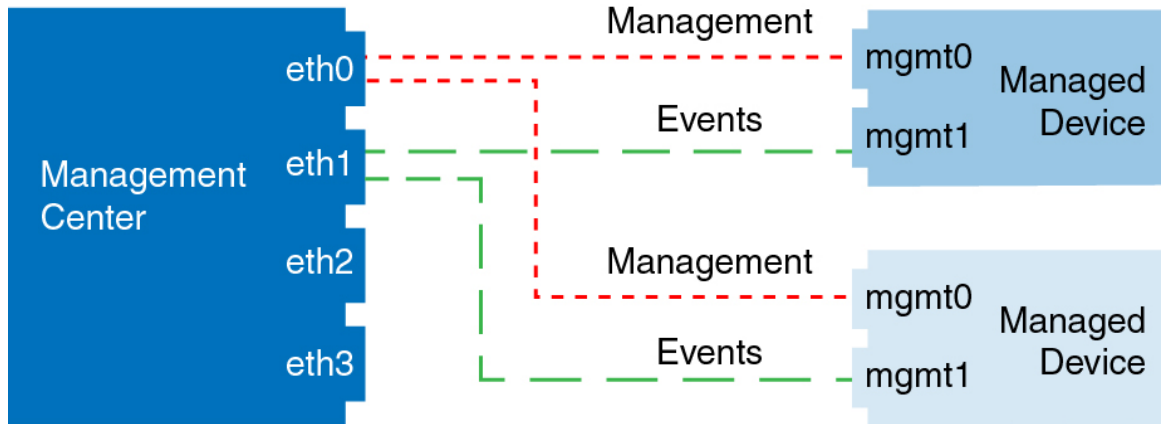 Management
Center
eth0
eth1
eth2
eth3
Management
Events
Management
Events
mgmt0
mgmt1
Managed
Device
mgmt0
mgmt1
Managed
Device